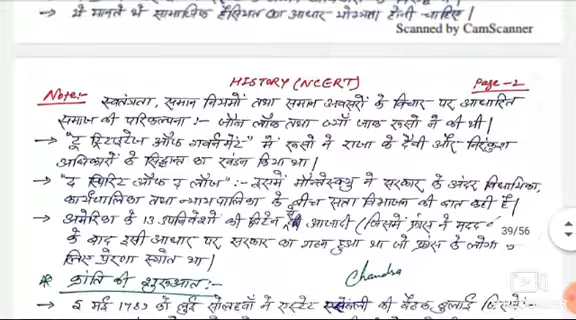 → ये मानते थे सामाजिक हैसियत का आधार योग्यता होनी चाहिए।
Scanned by CamScanner
HISTORY (NCERT) Page-2
Note:- स्वतंत्रता, समान नियमों तथा समान अवसरों के विचार पर आधारित
समाज की परिकल्पना :- जॉन लॉक तथा ज्याँ जाक रूसो ने की थी।
→ "टू ट्रिटाइजेज ऑफ गवर्नमेंट" में रूसो ने राजा के दैवी और निरंकुश
अधिकारों के सिद्धान्त का खंडन किया था।
→ "द स्पिरिट ऑफ द लॉज" :- इसमें मॉन्तेस्क्यू ने सरकार के अंदर विधायिका,
कार्यपालिका तथा न्यायपालिका के बीच सत्ता विभाजन की बात कही है।
→ अमेरिका के 13 उपनिवेशों की ब्रिटेन से आजादी (जिसमें फ्रांस ने मदद
39/56
के बाद इसी आधार पर सरकार का गठन हुआ था जो फ्रांस के लोगों
लिए प्रेरणा स्रोत था।
* क्रांति की शुरुआत :- Chandra
→ 5 मई 1789 को लुई सोलहवाँ ने एस्टेट की बैठक बुलाई जिसमें